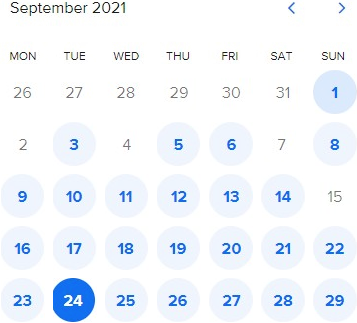 September 2021
MON TUE WED THU FRI SAT SUN
26 27 28 29 30 31 1
2 3 4 5 6 7 8
9 10 11 12 13 14 15
16 17 18 19 20 21 22
23 24 25 26 27 28 29